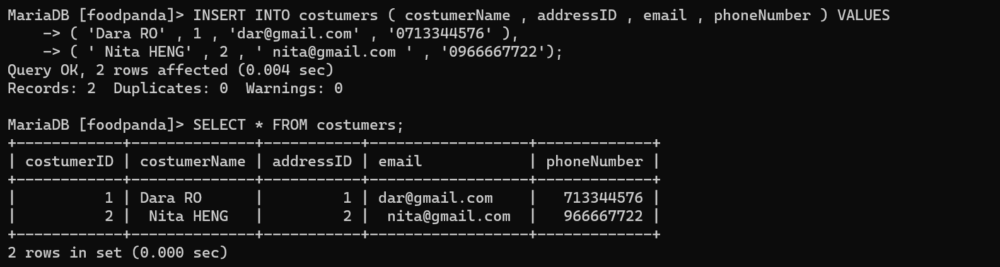 MariaDB [foodpanda]> INSERT INTO costumers ( costumerName , addressID , email , phoneNumber ) VALUES
    -> ( 'Dara RO' , 1 , 'dar@gmail.com' , '0713344576' ),
    -> ( ' Nita HENG' , 2 , ' nita@gmail.com ' , '0966667722');
Query OK, 2 rows affected (0.004 sec)
Records: 2  Duplicates: 0  Warnings: 0

MariaDB [foodpanda]> SELECT * FROM costumers;
+------------+--------------+-----------+------------------+-------------+
| costumerID | costumerName | addressID | email            | phoneNumber |
+------------+--------------+-----------+------------------+-------------+
|          1 | Dara RO      |         1 | dar@gmail.com    |   713344576 |
|          2 |  Nita HENG   |         2 |  nita@gmail.com  |   966667722 |
+------------+--------------+-----------+------------------+-------------+
2 rows in set (0.000 sec)